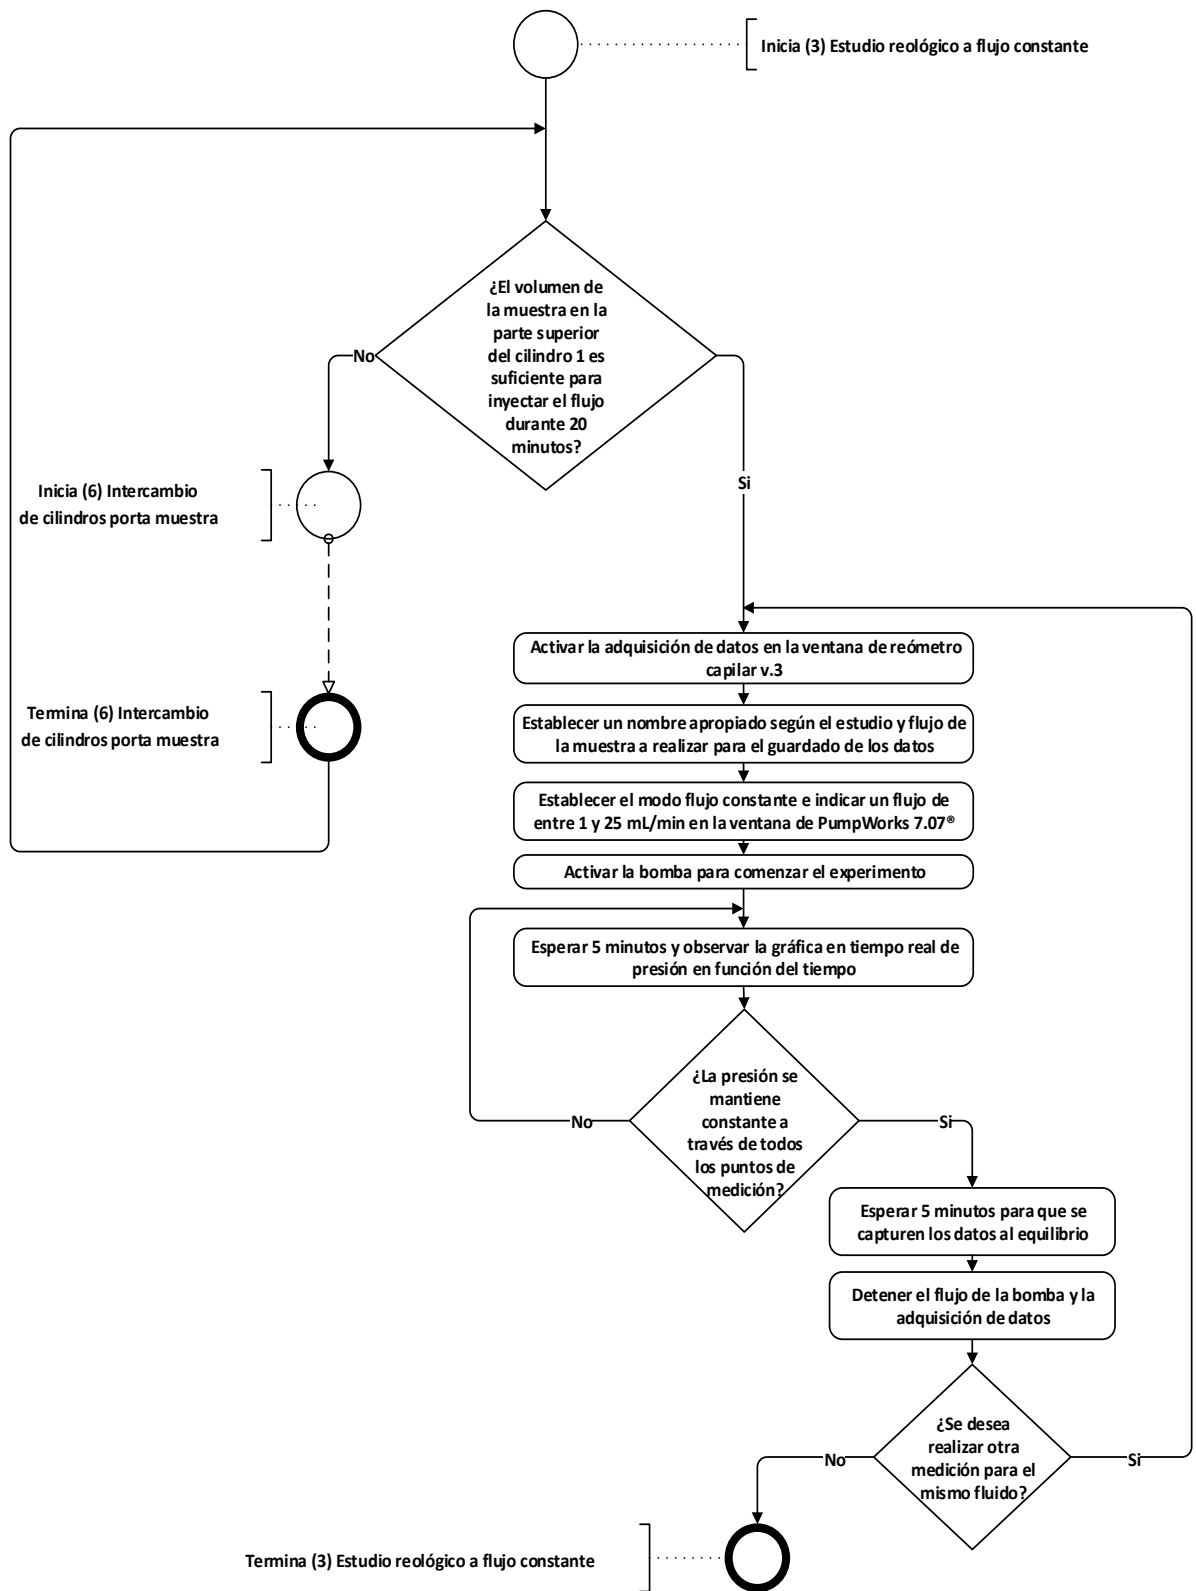 Inicia (3) Estudio reológico a flujo constante
¿El volumen de
la muestra en la
parte superior
del cilindro 1 es
suficiente para
inyectar el flujo
durante 20
minutos?
No
Si
Inicia (6) Intercambio
de cilindros porta muestra
Termina (6) Intercambio
de cilindros porta muestra
Activar la adquisición de datos en la ventana de reómetro
capilar v.3
Establecer un nombre apropiado según el estudio y flujo de
la muestra a realizar para el guardado de los datos
Establecer el modo flujo constante e indicar un flujo de
entre 1 y 25 mL/min en la ventana de PumpWorks 7.07®
Activar la bomba para comenzar el experimento
Esperar 5 minutos y observar la gráfica en tiempo real de
presión en función del tiempo
¿La presión se
mantiene
constante a
través de todos
los puntos de
medición?
No
Si
Esperar 5 minutos para que se
capturen los datos al equilibrio
Detener el flujo de la bomba y la
adquisición de datos
¿Se desea
realizar otra
medición para el
mismo fluido?
No
Si
Termina (3) Estudio reológico a flujo constante